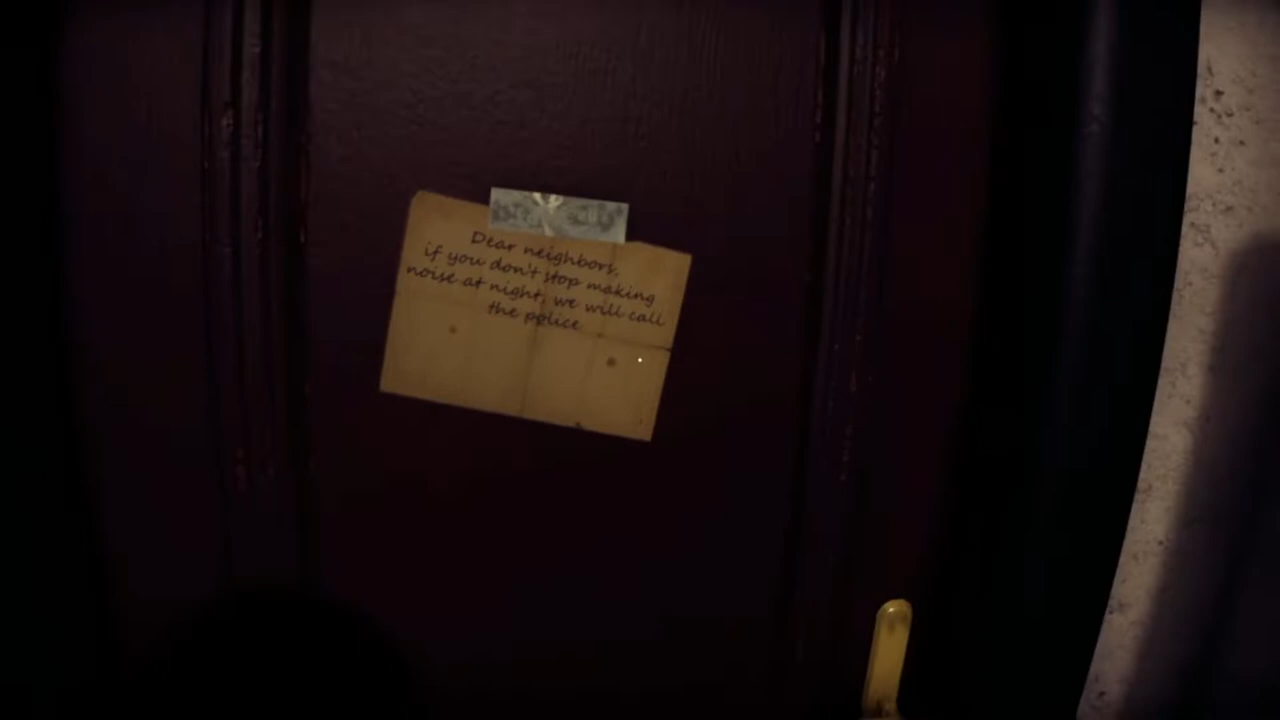 Dear neighbors,
if you don't stop making
noise at night, we will call
the police